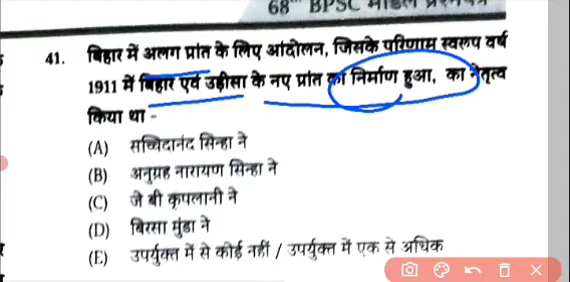 68th BPSC मॉडल प्रश्नपत्र
41. बिहार में अलग प्रांत के लिए आंदोलन, जिसके परिणाम स्वरूप वर्ष
1911 में बिहार एवं उड़ीसा के नए प्रांत का निर्माण हुआ, का नेतृत्व
किया था -
(A) सच्चिदानंद सिन्हा ने
(B) अनुग्रह नारायण सिन्हा ने
(C) जे बी कृपलानी ने
(D) बिरसा मुंडा ने
(E) उपर्युक्त में से कोई नहीं / उपर्युक्त में एक से अधिक